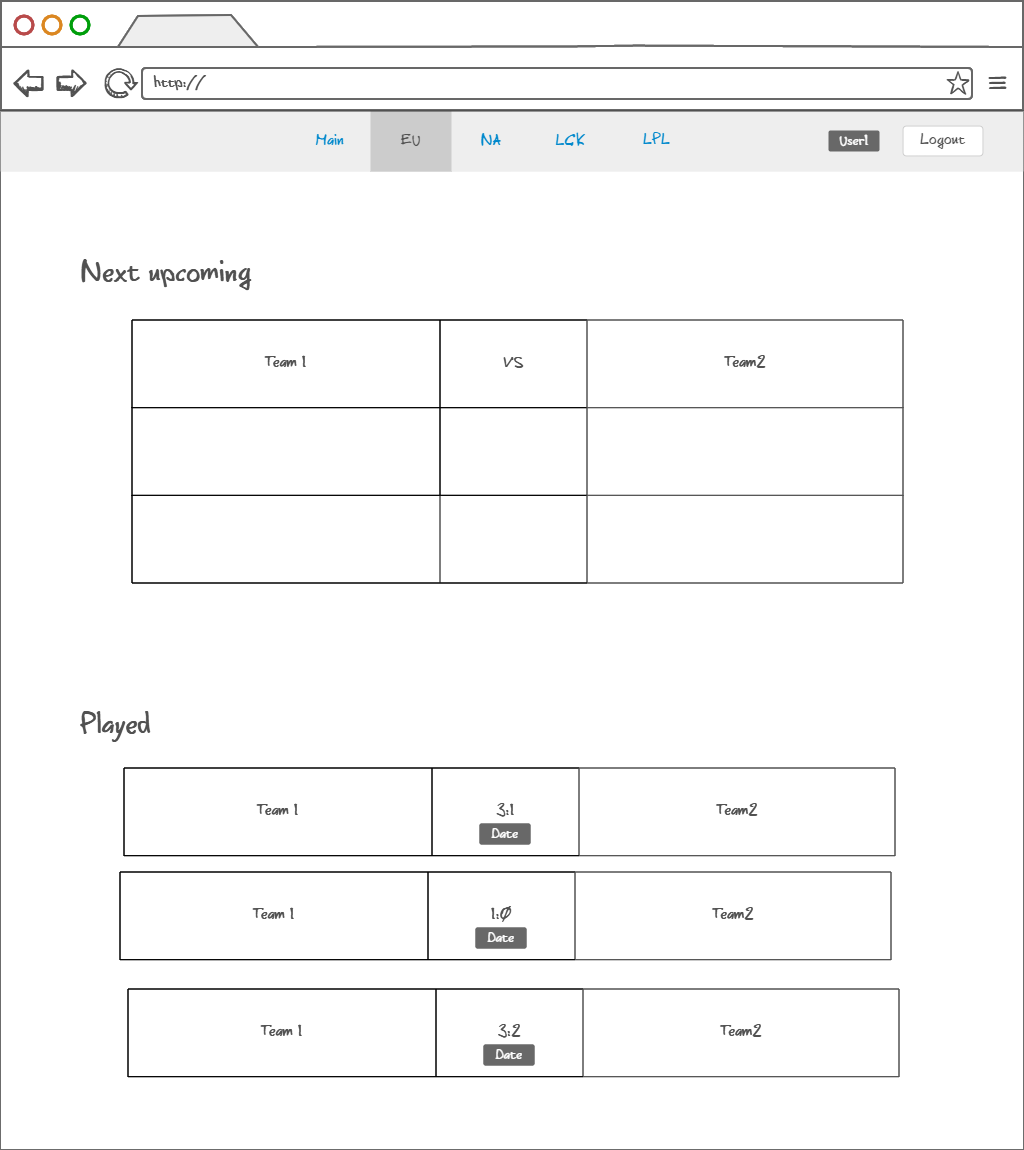 http://
Main EU NA LCK LPL User1 Logout
Next upcoming
Team 1 VS Team2
Played
Team 1 3:1 Team2
Date
Team 1 1:0 Team2
Date
Team 1 3:2 Team2
Date